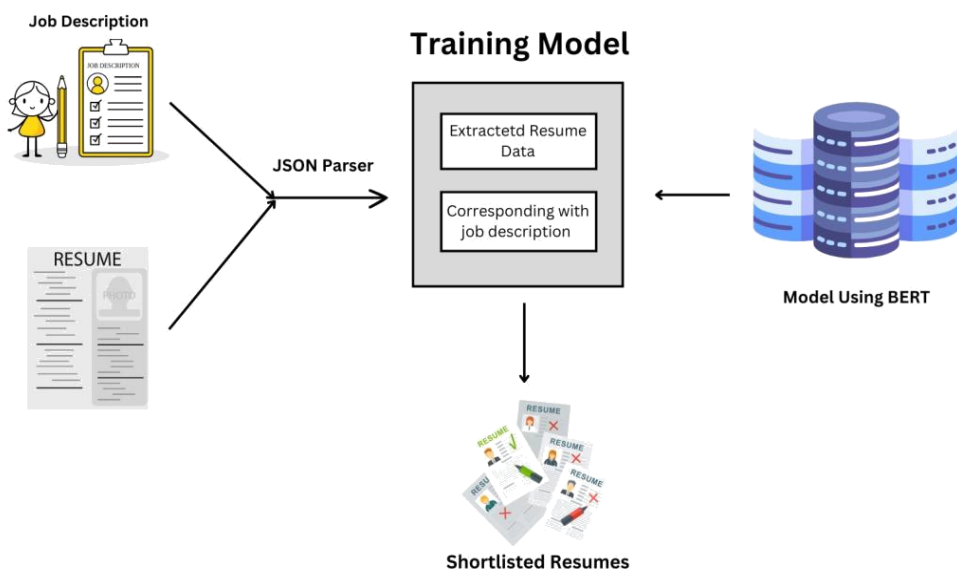 Job Description
JOB DESCRIPTION
Training Model
Extractetd Resume
Data
JSON Parser
Corresponding with
job description
RESUME
PHOTO
Model Using BERT
RESUME
RESUME
RESUME
RESUME
RESUME
Shortlisted Resumes